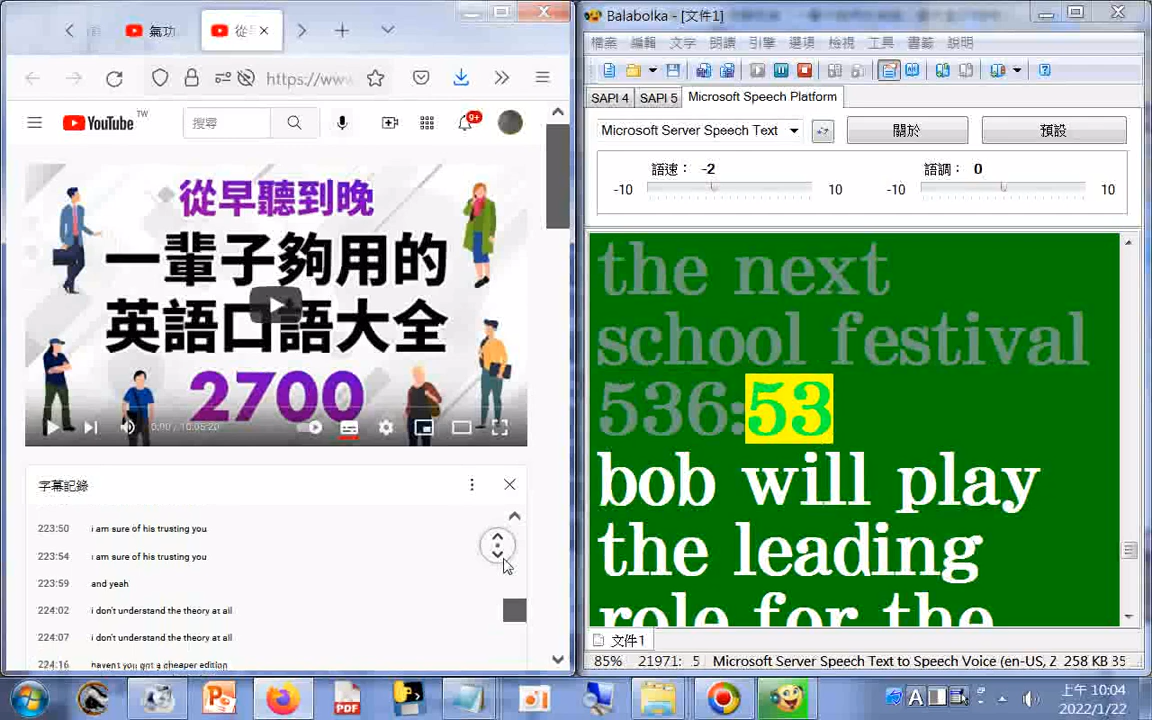 氣功
從
https://www.
YouTube TW
搜尋
9+
從早聽到晚
一輩子夠用的
英語口語大全
2700
0:00 / 10:05:20
字幕記錄
223:50 i am sure of his trusting you
223:54 i am sure of his trusting you
223:59 and yeah
224:02 i don't understand the theory at all
224:07 i don't understand the theory at all
224:16 haven't you got a cheaper edition
Balabolka - [文件1]
檔案 編輯 文字 朗讀 引擎 選項 檢視 工具 書籤 說明
SAPI 4 SAPI 5 Microsoft Speech Platform
Microsoft Server Speech Text 關於 預設
語速： -2 語調： 0
-10 10 -10 10
the next
school festival
536:53
bob will play
the leading
role for the
文件1
85% 21971: 5 Microsoft Server Speech Text to Speech Voice (en-US, 2 258 KB 35
PDF
A
上午 10:04
2022/1/22